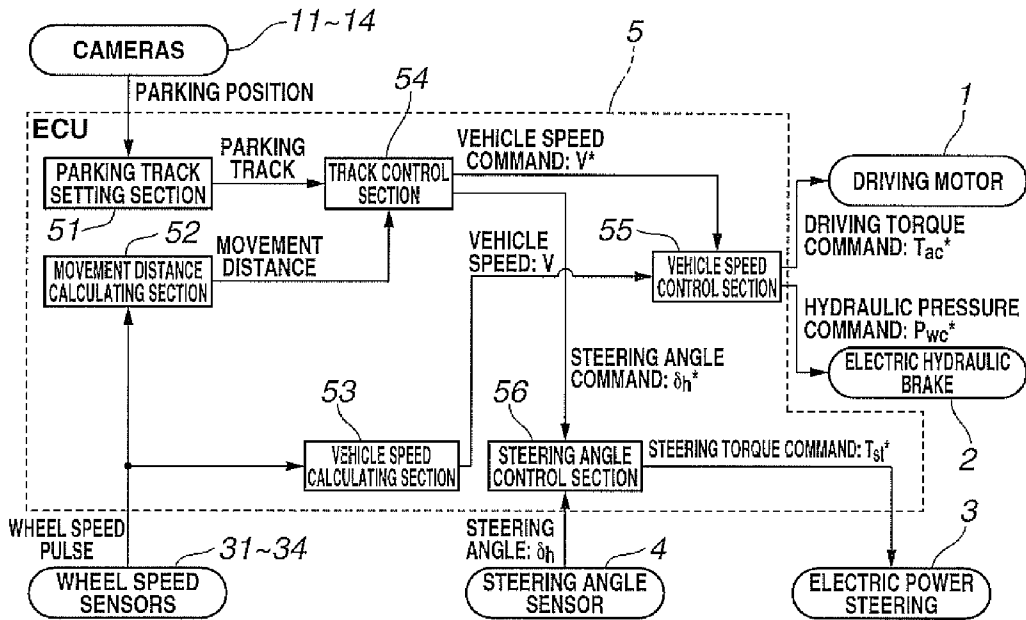 11~14
CAMERAS
5
PARKING POSITION
54
1
ECU
PARKING
TRACK
VEHICLE SPEED
COMMAND: V*
PARKING TRACK
SETTING SECTION
TRACK CONTROL
SECTION
DRIVING MOTOR
51
52
MOVEMENT
DISTANCE
VEHICLE
SPEED: V
55
DRIVING TORQUE
COMMAND: Tac*
MOVEMENT DISTANCE
CALCULATING SECTION
VEHICLE SPEED
CONTROL SECTION
HYDRAULIC PRESSURE
COMMAND: Pwc*
STEERING ANGLE
COMMAND: δh*
ELECTRIC HYDRAULIC
BRAKE
53
56
2
VEHICLE SPEED
CALCULATING SECTION
STEERING ANGLE
CONTROL SECTION
STEERING TORQUE COMMAND: Tst*
WHEEL SPEED
PULSE
31~34
STEERING
ANGLE: δh
4
3
WHEEL SPEED
SENSORS
STEERING ANGLE
SENSOR
ELECTRIC POWER
STEERING